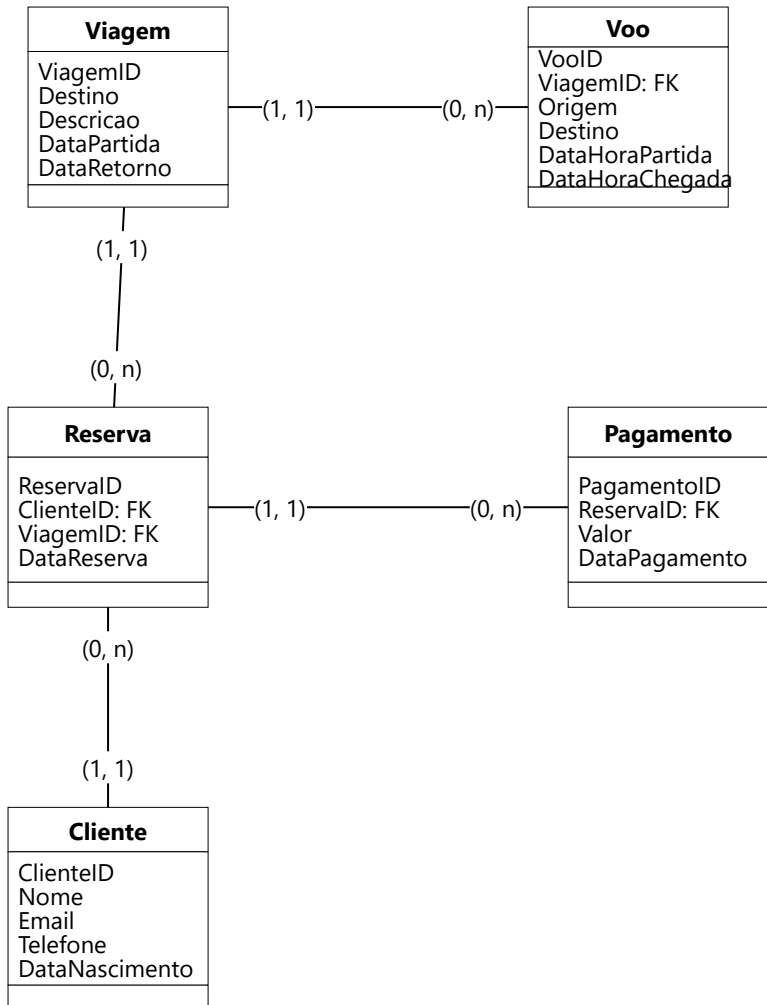 Viagem
ViagemID
Destino
Descricao
DataPartida
DataRetorno
(1, 1)
(0, n)
Voo
VooID
ViagemID: FK
Origem
Destino
DataHoraPartida
DataHoraChegada
(1, 1)
(0, n)
Reserva
ReservaID
ClienteID: FK
ViagemID: FK
DataReserva
(1, 1)
(0, n)
Pagamento
PagamentoID
ReservaID: FK
Valor
DataPagamento
(0, n)
(1, 1)
Cliente
ClienteID
Nome
Email
Telefone
DataNascimento